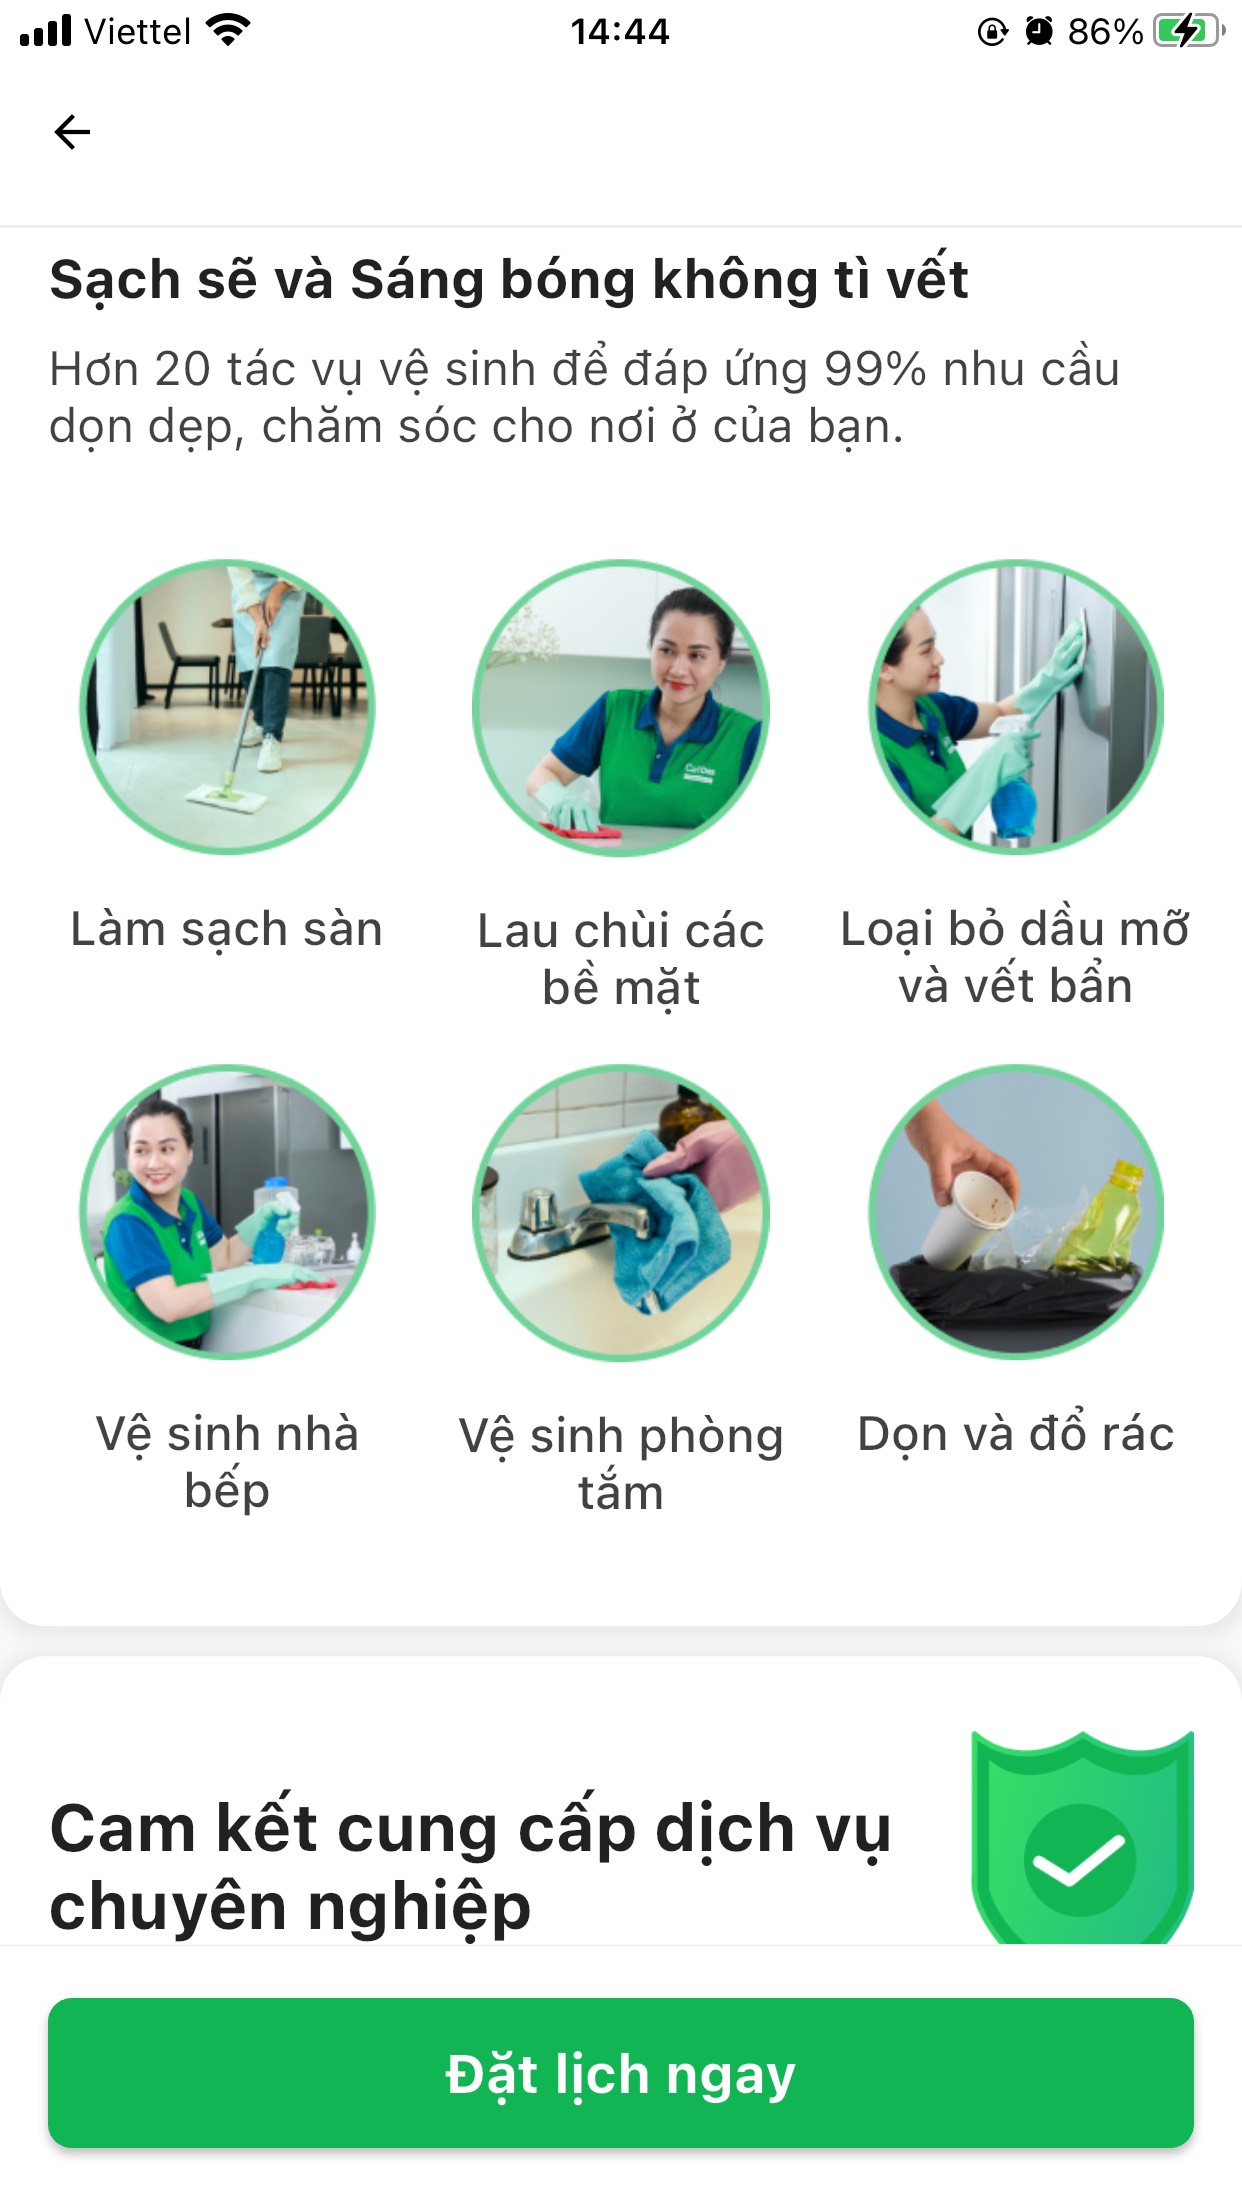 Viettel 14:44 86%
Sạch sẽ và Sáng bóng không tì vết
Hơn 20 tác vụ vệ sinh để đáp ứng 99% nhu cầu
dọn dẹp, chăm sóc cho nơi ở của bạn.
Làm sạch sàn
Lau chùi các
bề mặt
Loại bỏ dầu mỡ
và vết bẩn
Vệ sinh nhà
bếp
Vệ sinh phòng
tắm
Dọn và đổ rác
Cam kết cung cấp dịch vụ
chuyên nghiệp
Đặt lịch ngay